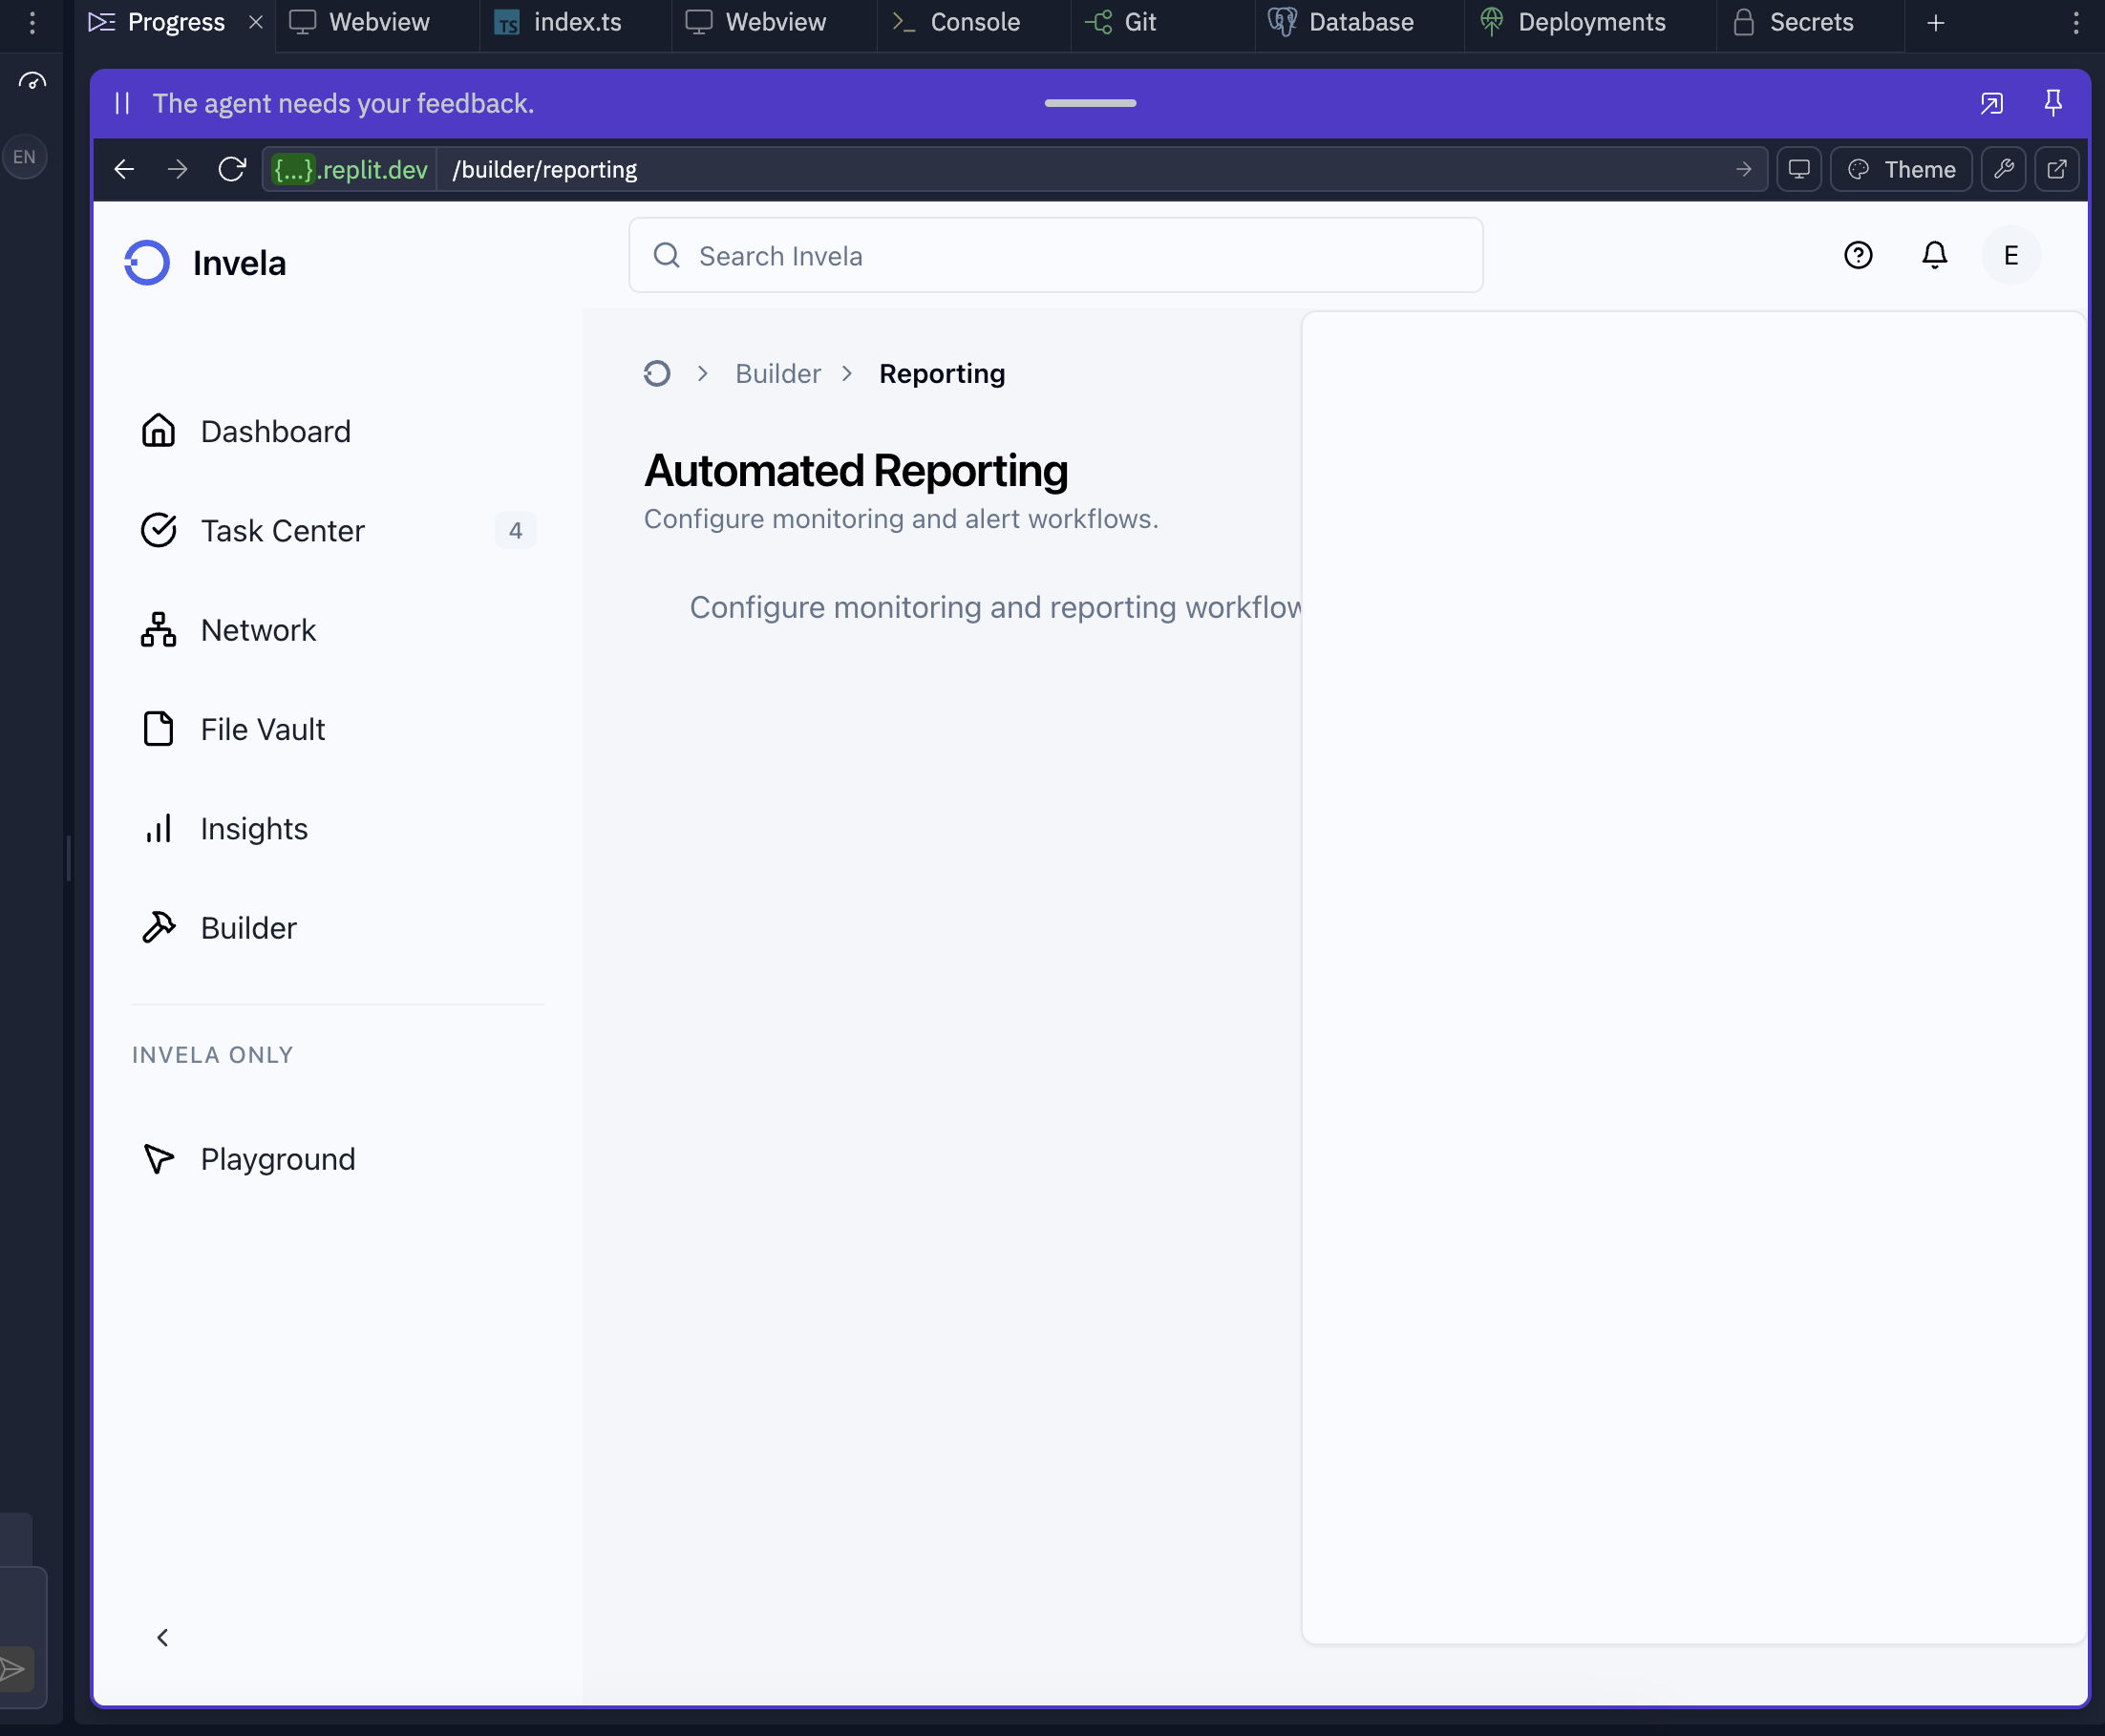 Progress
Webview
TS index.ts
Webview
Console
Git
Database
Deployments
Secrets
EN
The agent needs your feedback.
{...}.replit.dev /builder/reporting
Theme
Invela
Search Invela
E
Builder Reporting
Dashboard
Automated Reporting
Configure monitoring and alert workflows.
Task Center 4
Configure monitoring and reporting workflow
Network
File Vault
Insights
Builder
INVELA ONLY
Playground